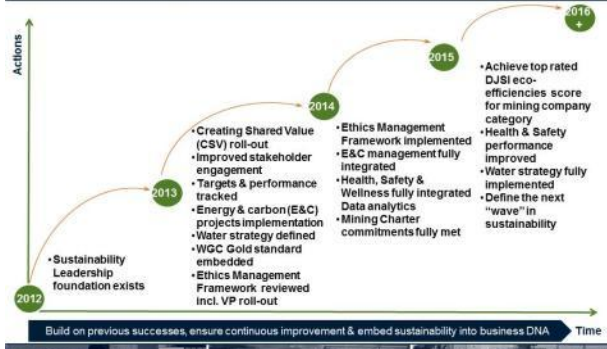 Actions
2012
• Sustainability
Leadership
foundation exists
2013
• Creating Shared Value
(CSV) roll-out
• Improved stakeholder
engagement
• Targets & performance
tracked
• Energy & carbon (E&C)
projects implementation
• Water strategy defined
• WGC Gold standard
embedded
• Ethics Management
Framework reviewed
incl. VP roll-out
2014
• Ethics Management
Framework implemented
• E&C management fully
integrated
• Health, Safety &
Wellness fully integrated
Data analytics
• Mining Charter
commitments fully met
2015
• Achieve top rated
DJSI eco-
efficiencies score
for mining company
category
• Health & Safety
performance
improved
• Water strategy fully
implemented
• Define the next
"wave" in
sustainability
2016
+
Build on previous successes, ensure continuous improvement & embed sustainability into business DNA
Time